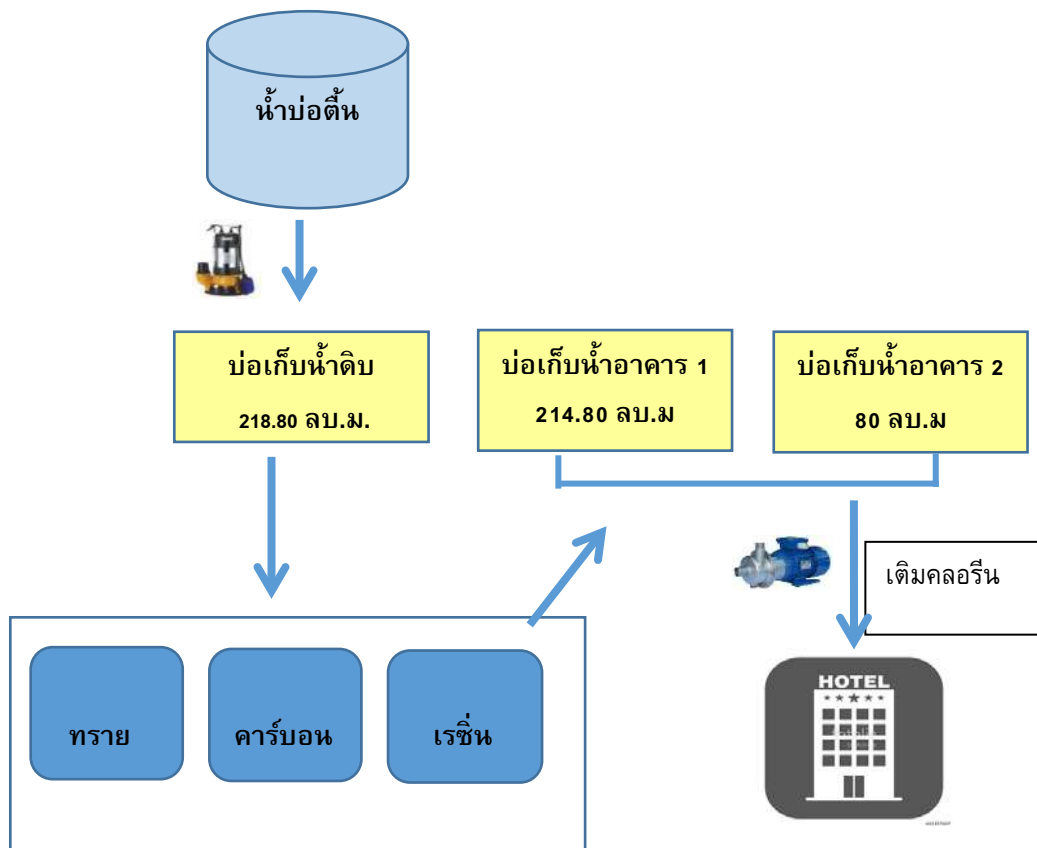 น้ำบ่อตื้น
บ่อเก็บน้ำดิบ
218.80 ลบ.ม.
บ่อเก็บน้ำอาคาร 1
214.80 ลบ.ม
บ่อเก็บน้ำอาคาร 2
80 ลบ.ม
เติมคลอรีน
ทราย
คาร์บอน
เรซิ่น
HOTEL